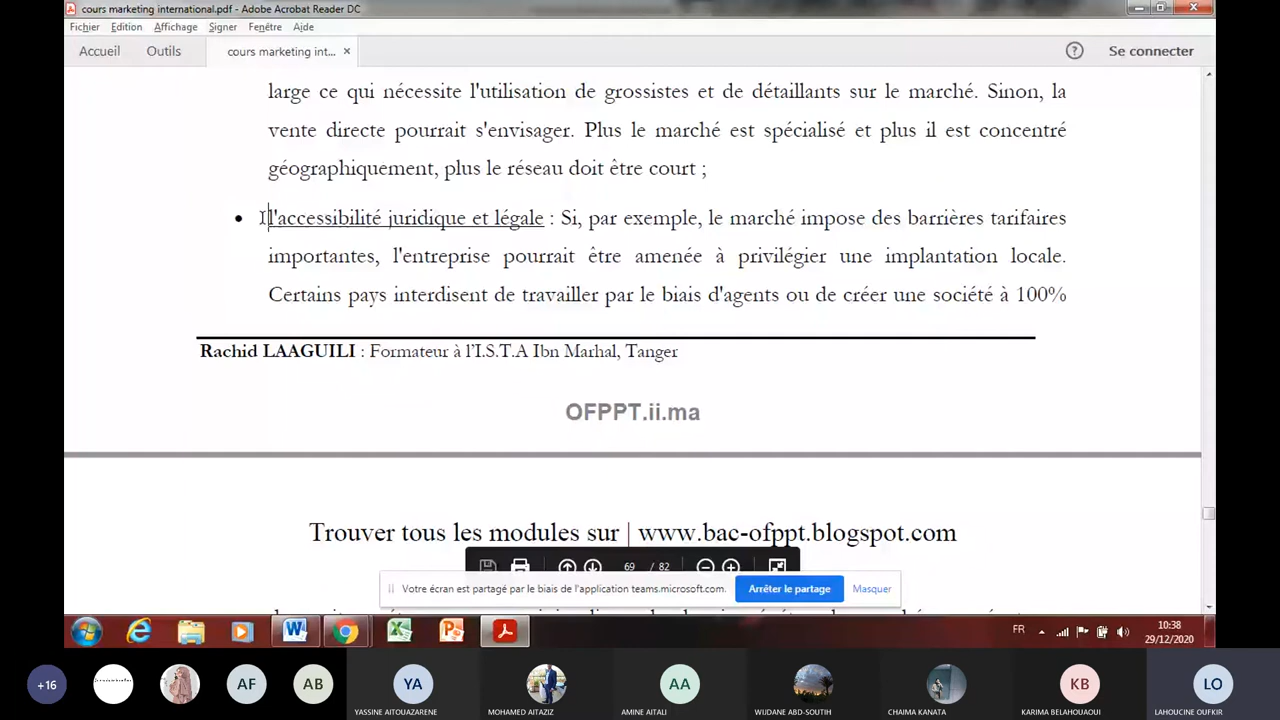 cours marketing international.pdf - Adobe Acrobat Reader DC
Fichier Edition Affichage Signer Fenêtre Aide
Accueil Outils cours marketing int... × ? Se connecter
large ce qui nécessite l'utilisation de grossistes et de détaillants sur le marché. Sinon, la
vente directe pourrait s'envisager. Plus le marché est spécialisé et plus il est concentré
géographiquement, plus le réseau doit être court ;
• l'accessibilité juridique et légale : Si, par exemple, le marché impose des barrières tarifaires
importantes, l'entreprise pourrait être amenée à privilégier une implantation locale.
Certains pays interdisent de travailler par le biais d'agents ou de créer une société à 100%
Rachid LAAGUILI : Formateur à l'I.S.T.A Ibn Marhal, Tanger
OFPPT.ii.ma
Trouver tous les modules sur | www.bac-ofppt.blogspot.com
69 / 82
Votre écran est partagé par le biais de l'application teams.microsoft.com. Arrêter le partage Masquer
FR 10:38
29/12/2020
+16 AF AB YA AA KB LO
YASSINE AITOUAZARENE MOHAMED AITAZIZ AMINE AITALI WIJDANE ABD-SOUTIH CHAIMA KANATA KARIMA BELAHOUAOUI LAHOUCINE OUFKIR